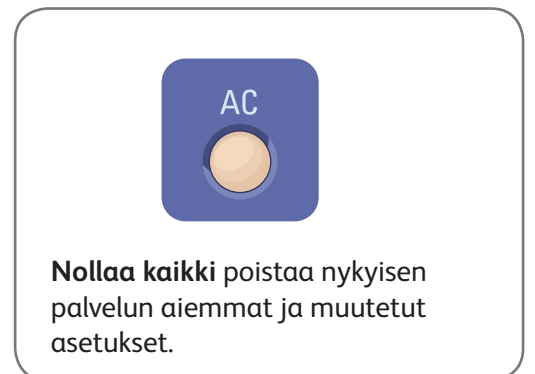 AC
Nollaa kaikki poistaa nykyisen
palvelun aiemmat ja muutetut
asetukset.